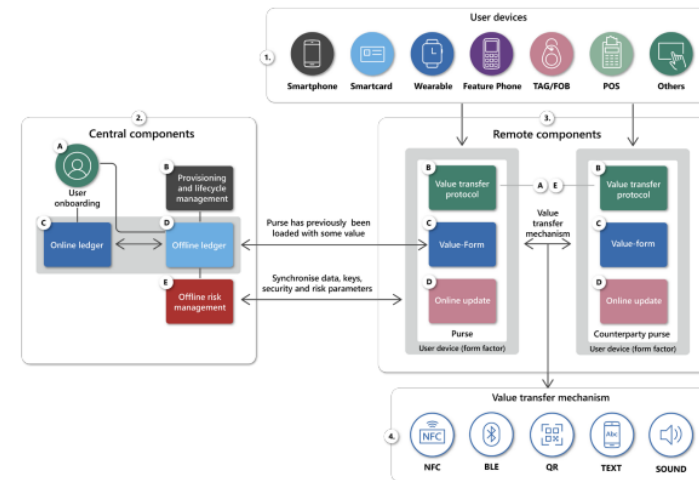 User devices
1.
Smartphone
Smartcard
Wearable
Feature Phone
TAG/FOB
POS
Others
2.
Central components
A
User
onboarding
B
Provisioning
and lifecycle
management
C
Online ledger
D
Offline ledger
E
Offline risk
management
Purse has previously been
loaded with some value
Synchronise data, keys,
security and risk parameters
3.
Remote components
B
Value transfer
protocol
C
Value-Form
D
Online update
Purse
User device (form factor)
A E
Value
transfer
mechanism
B
Value transfer
protocol
C
Value-form
D
Online update
Counterparty purse
User device (form factor)
Value transfer mechanism
4.
NFC
NFC
BLE
QR
Abc
TEXT
SOUND